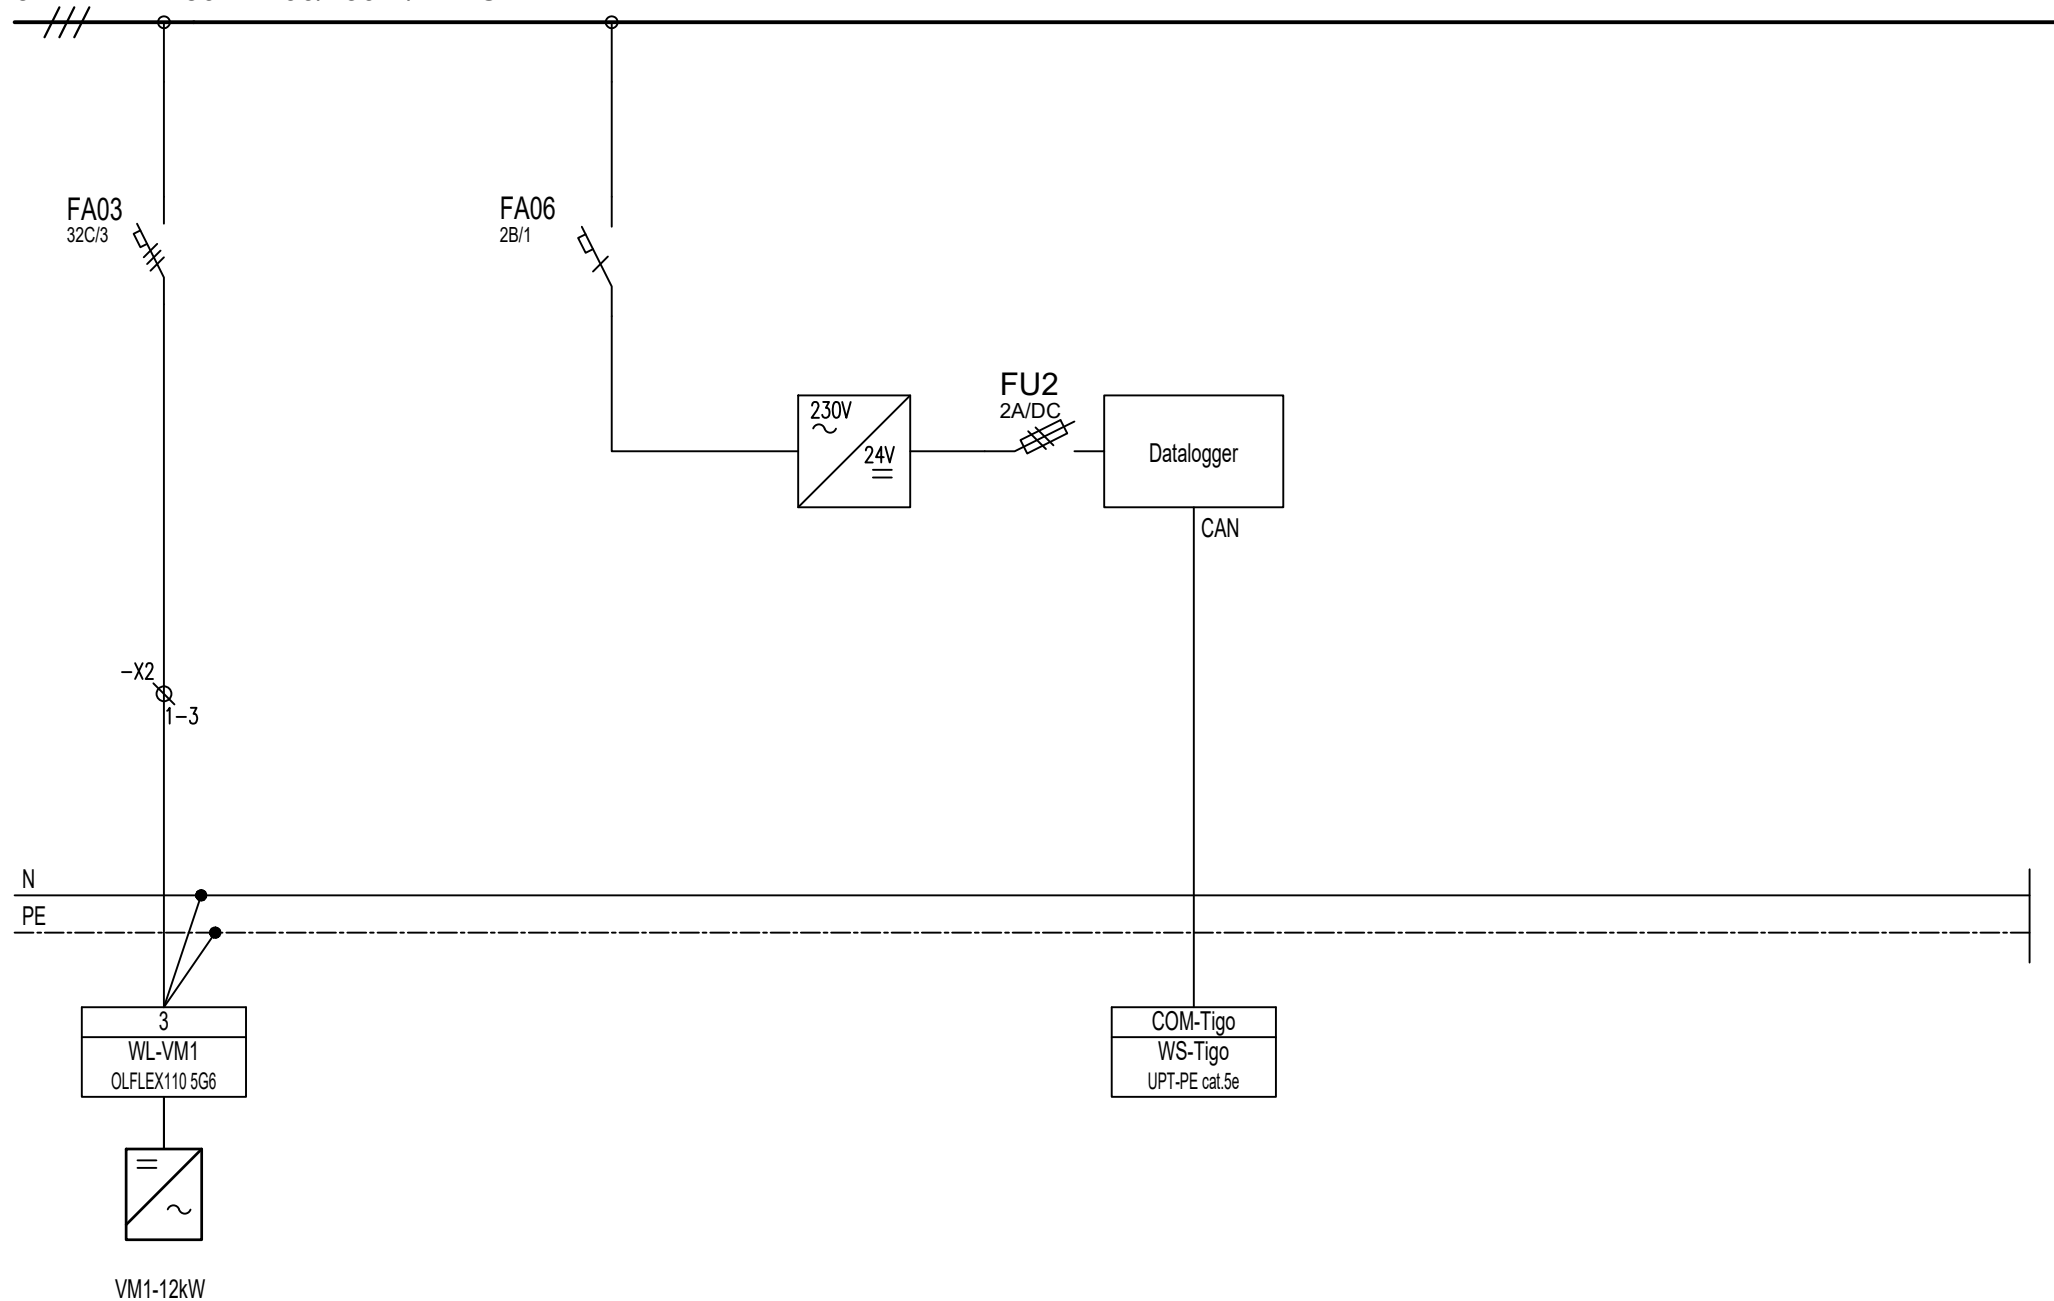 FA03
32C/3
FA06
2B/1
FU2
2A/DC
230V
24V
Datalogger
CAN
-X2
1-3
N
PE
3
WL-VM1
OLFLEX110 5G6
COM-Tigo
WS-Tigo
UPT-PE cat.5e
VM1-12kW